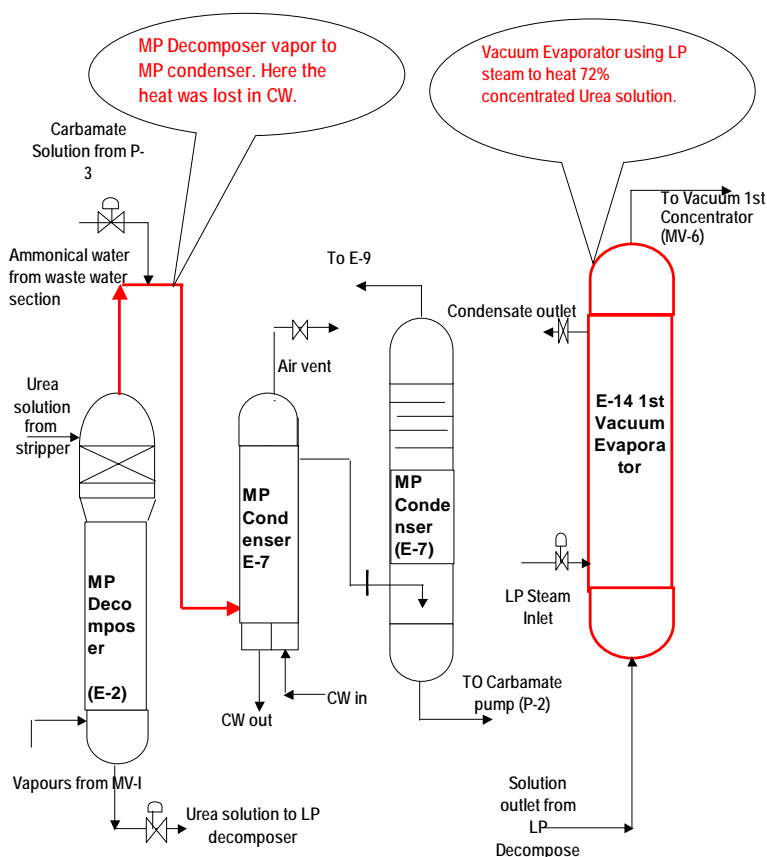 MP Decomposer vapor to
MP condenser. Here the
heat was lost in CW.
Vacuum Evaporator using LP
steam to heat 72%
concentrated Urea solution.
Carbamate
Solution from P-
3
To Vacuum 1st
Concentrator
(MV-6)
Ammonical water
from waste water
section
To E-9
Condensate outlet
Air vent
Urea
solution
from
stripper
E-14 1st
Vacuum
Evapora
tor
MP
Cond
enser
E-7
MP
Conde
nser
(E-7)
MP
Decο
mpos
er
(E-2)
LP Steam
Inlet
CW in
CW out
TO Carbamate
pump (P-2)
Vapours from MV-I
Urea solution to LP
decomposer
Solution
outlet from
LP
Decompose